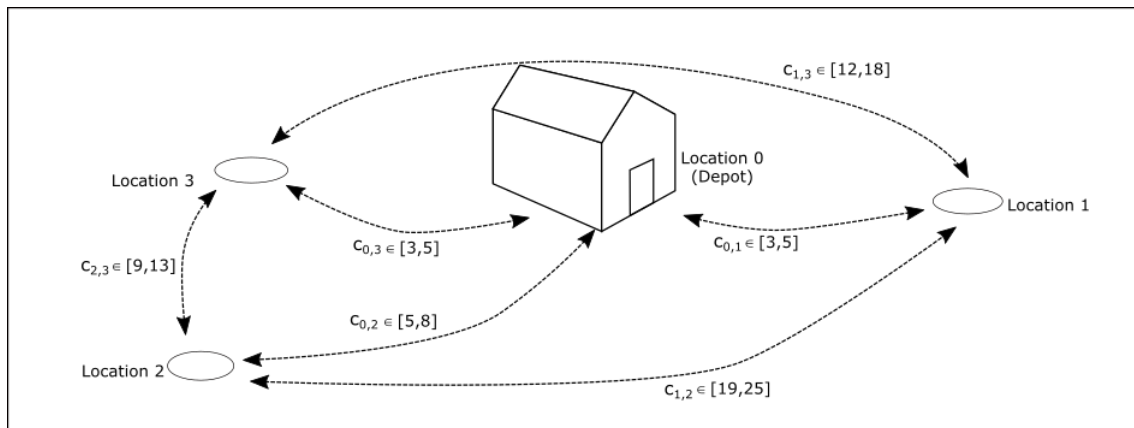 c1,3 ∈ [12,18]
Location 0
(Depot)
Location 3
Location 1
c0,3 ∈ [3,5]
c0,1 ∈ [3,5]
c2,3 ∈ [9,13]
c0,2 ∈ [5,8]
Location 2
c1,2 ∈ [19,25]